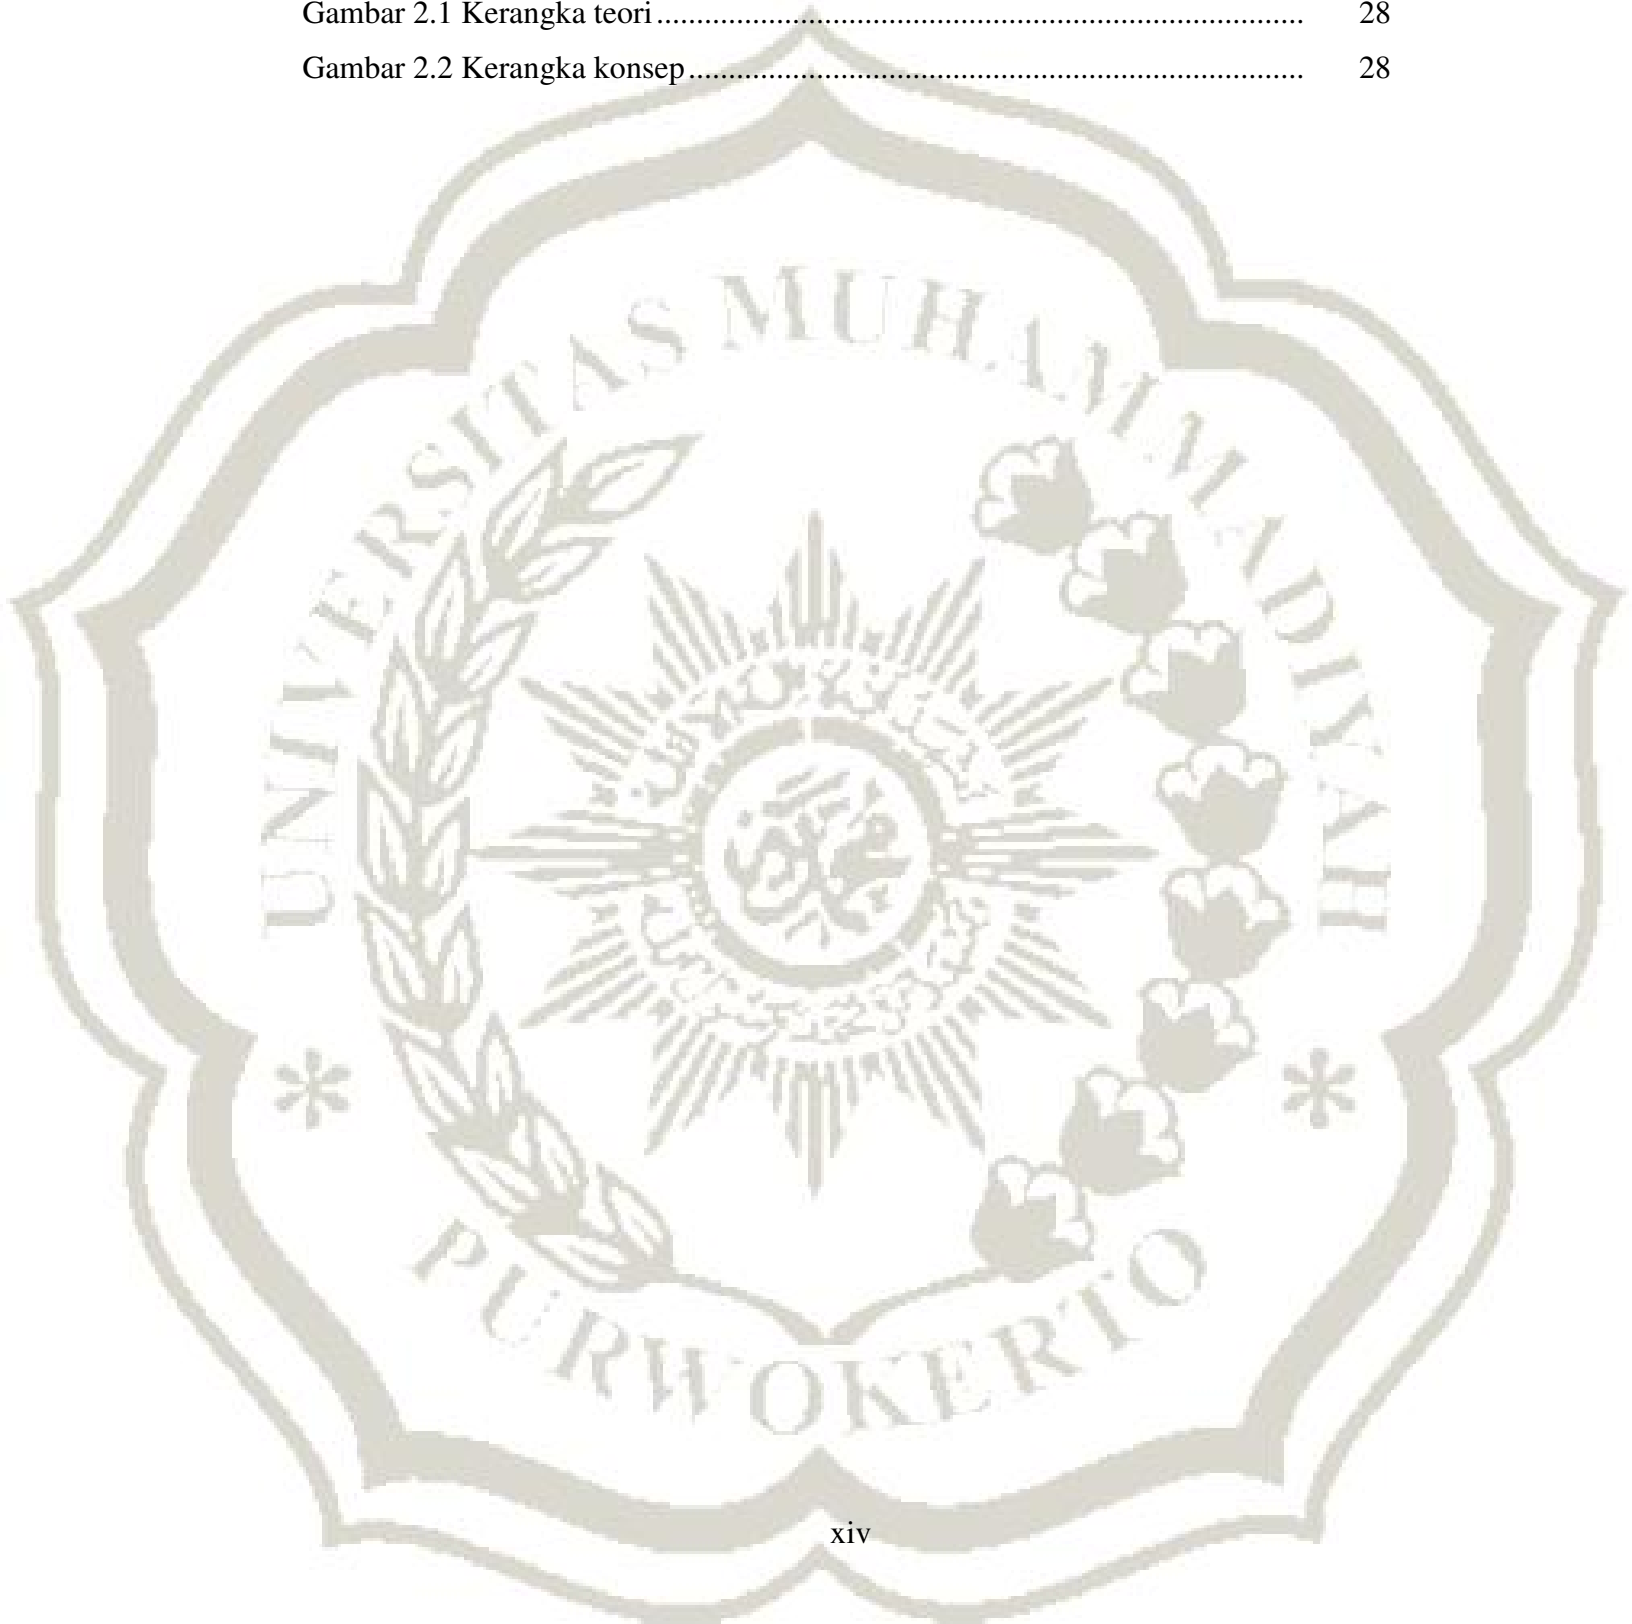 Gambar 2.1 Kerangka teori.................................................................................. 28
Gambar 2.2 Kerangka konsep.............................................................................. 28
UNIVERSITAS MUHAMMADIYAH
PURWOKERTO
xiv